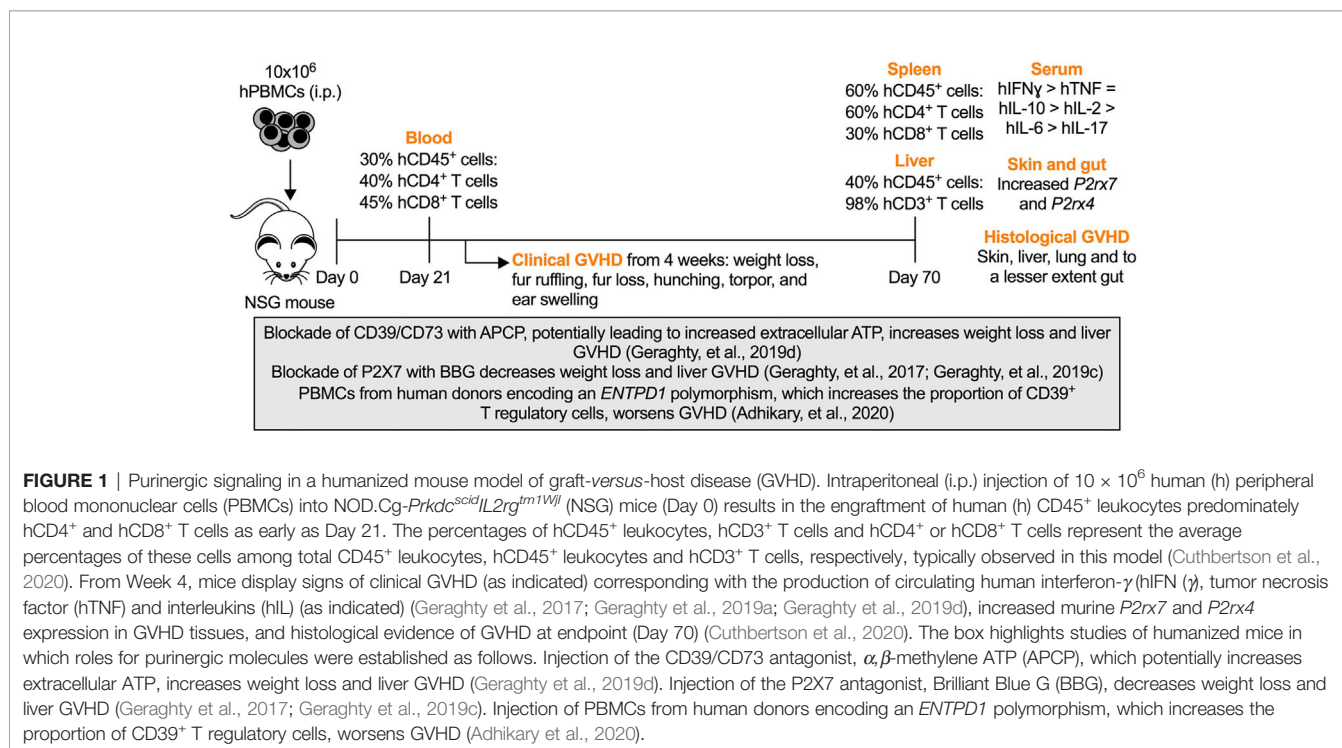 10x10⁶
hPBMCs (i.p.)
NSG mouse
Day 0
Blood
30% hCD45⁺ cells:
40% hCD4⁺ T cells
45% hCD8⁺ T cells
Day 21
Clinical GVHD from 4 weeks: weight loss,
fur ruffling, fur loss, hunching, torpor, and
ear swelling
Spleen
60% hCD45⁺ cells:
60% hCD4⁺ T cells
30% hCD8⁺ T cells
Liver
40% hCD45⁺ cells:
98% hCD3⁺ T cells
Day 70
Serum
hIFNɣ > hTNF =
hIL-10 > hIL-2 >
hIL-6 > hIL-17
Skin and gut
Increased P2rx7
and P2rx4
Histological GVHD
Skin, liver, lung and to
a lesser extent gut
Blockade of CD39/CD73 with APCP, potentially leading to increased extracellular ATP, increases weight loss and liver
GVHD (Geraghty, et al., 2019d)
Blockade of P2X7 with BBG decreases weight loss and liver GVHD (Geraghty, et al., 2017; Geraghty, et al., 2019c)
PBMCs from human donors encoding an ENTPD1 polymorphism, which increases the proportion of CD39⁺
T regulatory cells, worsens GVHD (Adhikary, et al., 2020)
FIGURE 1 | Purinergic signaling in a humanized mouse model of graft-versus-host disease (GVHD). Intraperitoneal (i.p.) injection of 10 × 10⁶ human (h) peripheral
blood mononuclear cells (PBMCs) into NOD.Cg-Prkdcˢᶜⁱᵈ IL2rgᵗᵐ¹ᵂʲˡ (NSG) mice (Day 0) results in the engraftment of human (h) CD45⁺ leukocytes predominately
hCD4⁺ and hCD8⁺ T cells as early as Day 21. The percentages of hCD45⁺ leukocytes, hCD3⁺ T cells and hCD4⁺ or hCD8⁺ T cells represent the average
percentages of these cells among total CD45⁺ leukocytes, hCD45⁺ leukocytes and hCD3⁺ T cells, respectively, typically observed in this model (Cuthbertson et al.,
2020). From Week 4, mice display signs of clinical GVHD (as indicated) corresponding with the production of circulating human interferon-γ (hIFN (γ), tumor necrosis
factor (hTNF) and interleukins (hIL) (as indicated) (Geraghty et al., 2017; Geraghty et al., 2019a; Geraghty et al., 2019d), increased murine P2rx7 and P2rx4
expression in GVHD tissues, and histological evidence of GVHD at endpoint (Day 70) (Cuthbertson et al., 2020). The box highlights studies of humanized mice in
which roles for purinergic molecules were established as follows. Injection of the CD39/CD73 antagonist, α,β-methylene ATP (APCP), which potentially increases
extracellular ATP, increases weight loss and liver GVHD (Geraghty et al., 2019d). Injection of the P2X7 antagonist, Brilliant Blue G (BBG), decreases weight loss and
liver GVHD (Geraghty et al., 2017; Geraghty et al., 2019c). Injection of PBMCs from human donors encoding an ENTPD1 polymorphism, which increases the
proportion of CD39⁺ T regulatory cells, worsens GVHD (Adhikary et al., 2020).